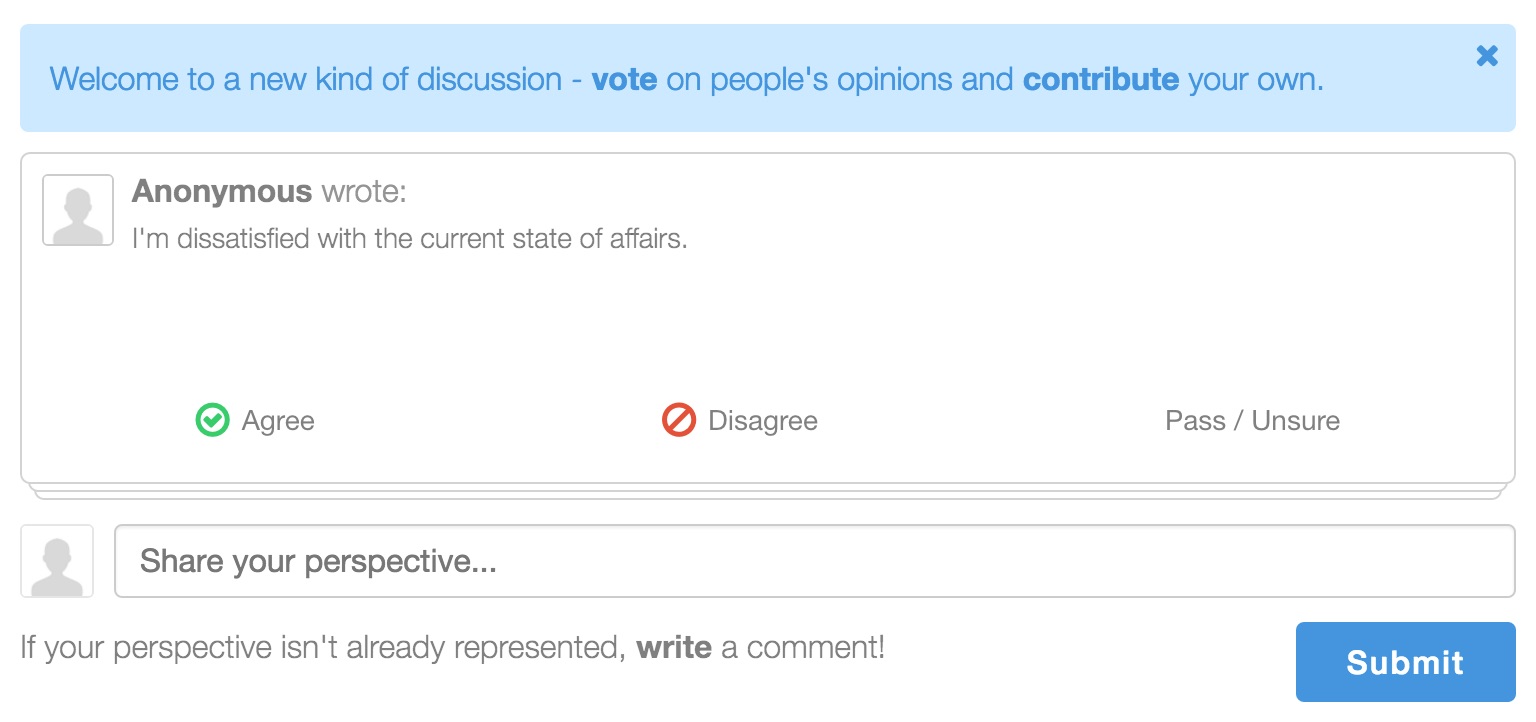 Welcome to a new kind of discussion - vote on people's opinions and contribute your own.
Anonymous wrote:
I'm dissatisfied with the current state of affairs.
Agree
Disagree
Pass / Unsure
Share your perspective...
If your perspective isn't already represented, write a comment!
Submit